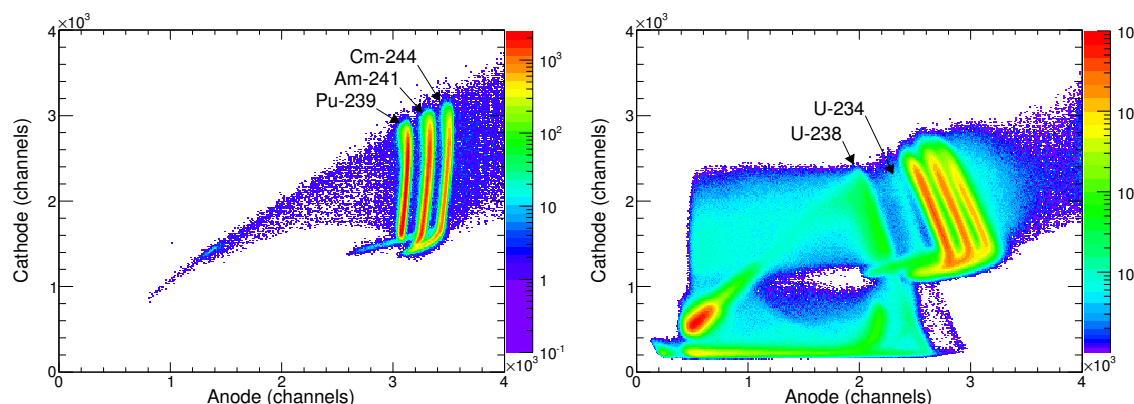 ×10³
4
3
2
1
0
Cathode (channels)
Cm-244
Am-241
Pu-239
10³
10²
10
1
10⁻¹
0 1 2 3 4
×10³
Anode (channels)
×10³
4
3
2
1
0
Cathode (channels)
U-234
U-238
10
10
10
10
0 1 2 3 4
×10³
Anode (channels)